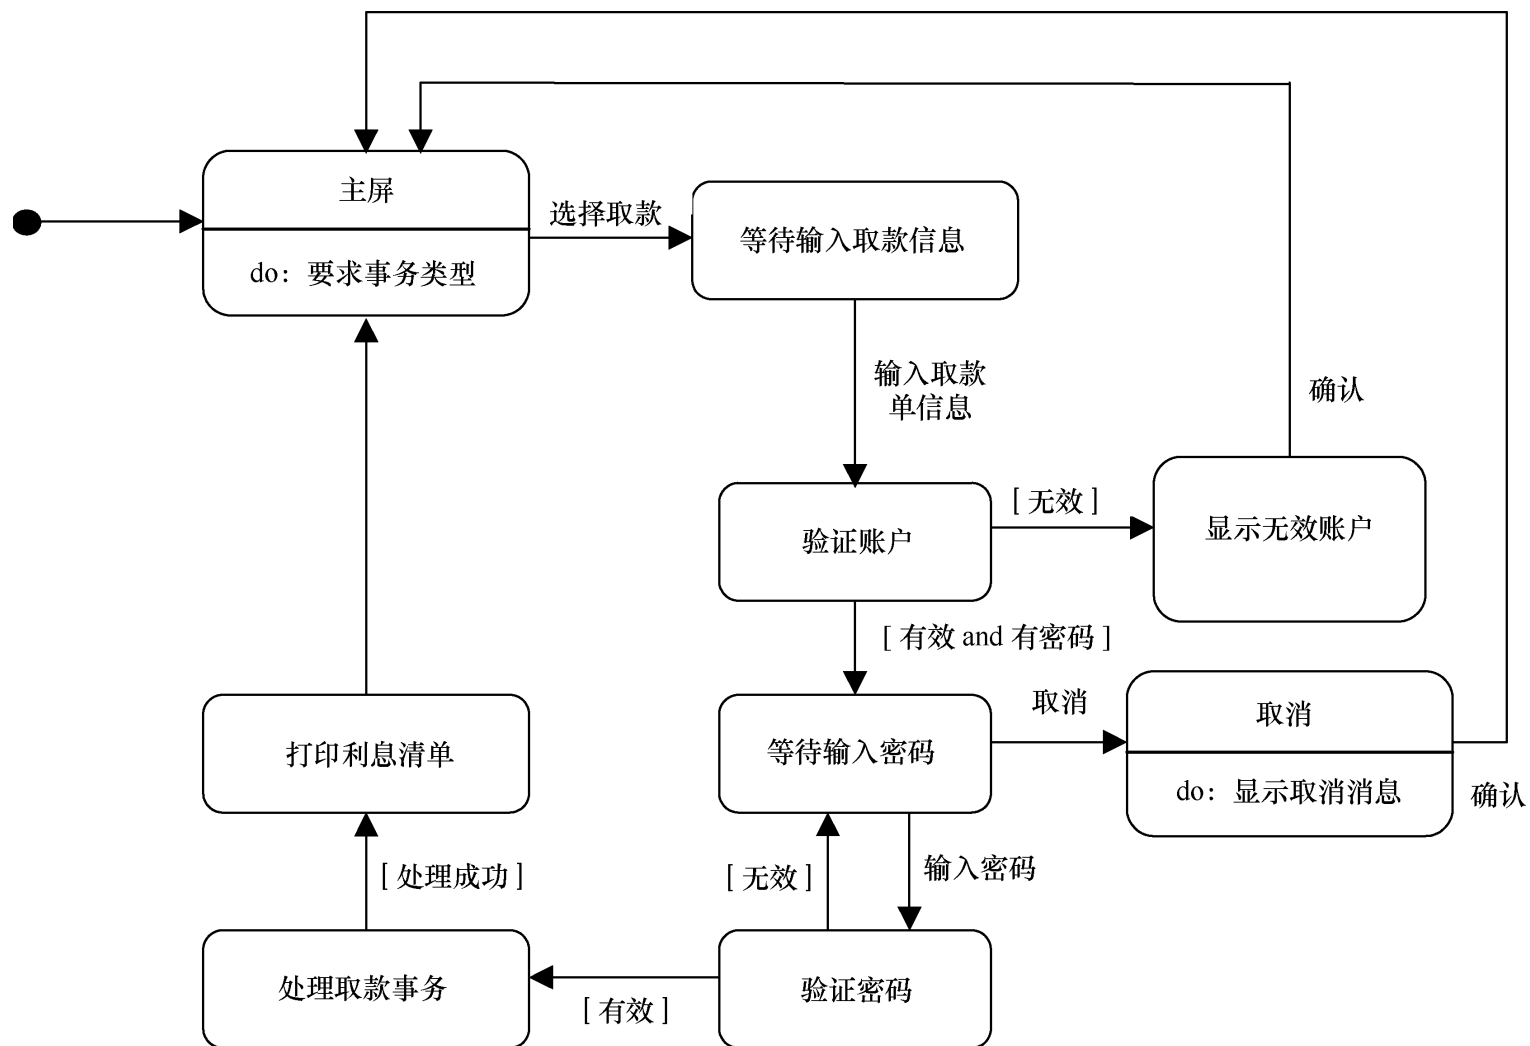 主屏
do: 要求事务类型
选择取款
等待输入取款信息
输入取款
单信息
确认
验证账户
[无效]
显示无效账户
[有效 and 有密码]
打印利息清单
等待输入密码
取消
取消
do: 显示取消消息
确认
[处理成功]
[无效]
输入密码
处理取款事务
[有效]
验证密码